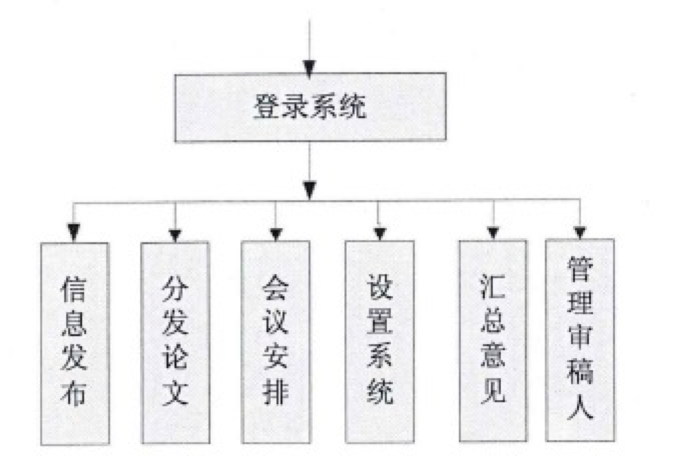 登录系统
信息发布
分发论文
会议安排
设置系统
汇总意见
管理审稿人